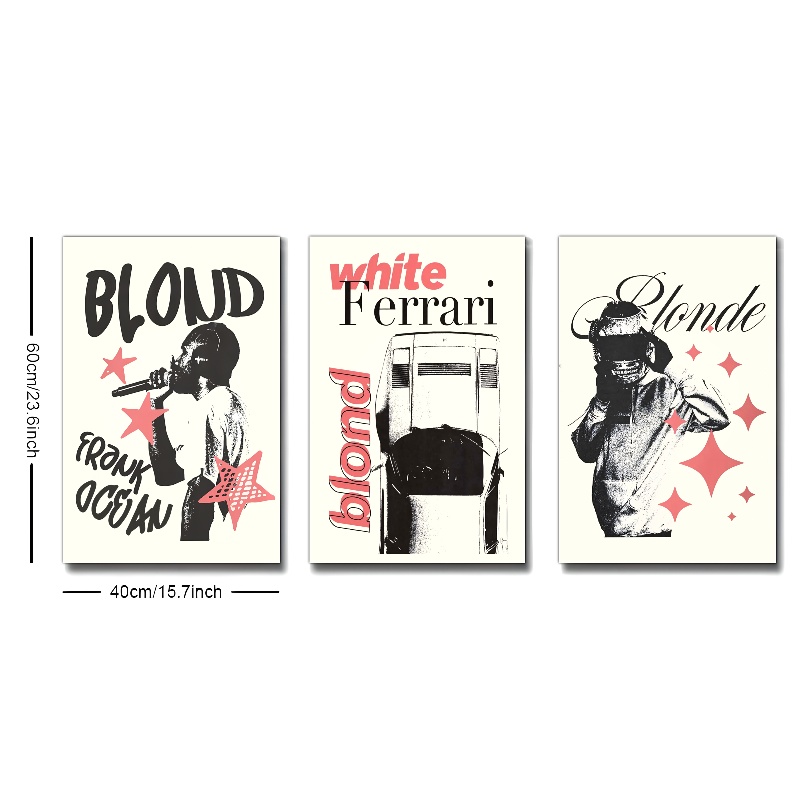 BLOND
FRANK
OCEAN
white
Ferrari
blond
Blonde
60cm/23.6inch
40cm/15.7inch